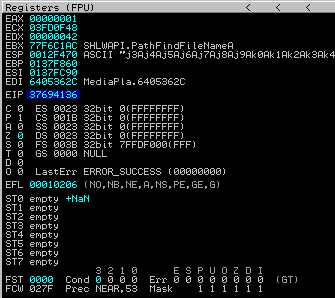 Registers (FPU) < < <
EAX 00000001
ECX 03FD0F48
EDX 00000042
EBX 77F6C1AC SHLWAPI.PathFindFileNameA
ESP 0012F470 ASCII "j3Aj4Aj5Aj6Aj7Aj8Aj9Ak0Ak1Ak2Ak3Ak4
EBP 0137F860
ESI 0137FC90
EDI 6405362C MediaPla.6405362C
EIP 37694136
C 0 ES 0023 32bit 0(FFFFFFFF)
P 1 CS 001B 32bit 0(FFFFFFFF)
A 0 SS 0023 32bit 0(FFFFFFFF)
Z 0 DS 0023 32bit 0(FFFFFFFF)
S 0 FS 003B 32bit 7FFDF000(FFF)
T 0 GS 0000 NULL
D 0
O 0 LastErr ERROR_SUCCESS (00000000)
EFL 00010206 (NO,NB,NE,A,NS,PE,GE,G)
ST0 empty +NaN
ST1 empty
ST2 empty
ST3 empty
ST4 empty
ST5 empty
ST6 empty
ST7 empty
3 2 1 0 E S P U O Z D I
FST 0000 Cond 0 0 0 0 Err 0 0 0 0 0 0 0 0 (GT)
FCW 027F Prec NEAR,53 Mask 1 1 1 1 1 1